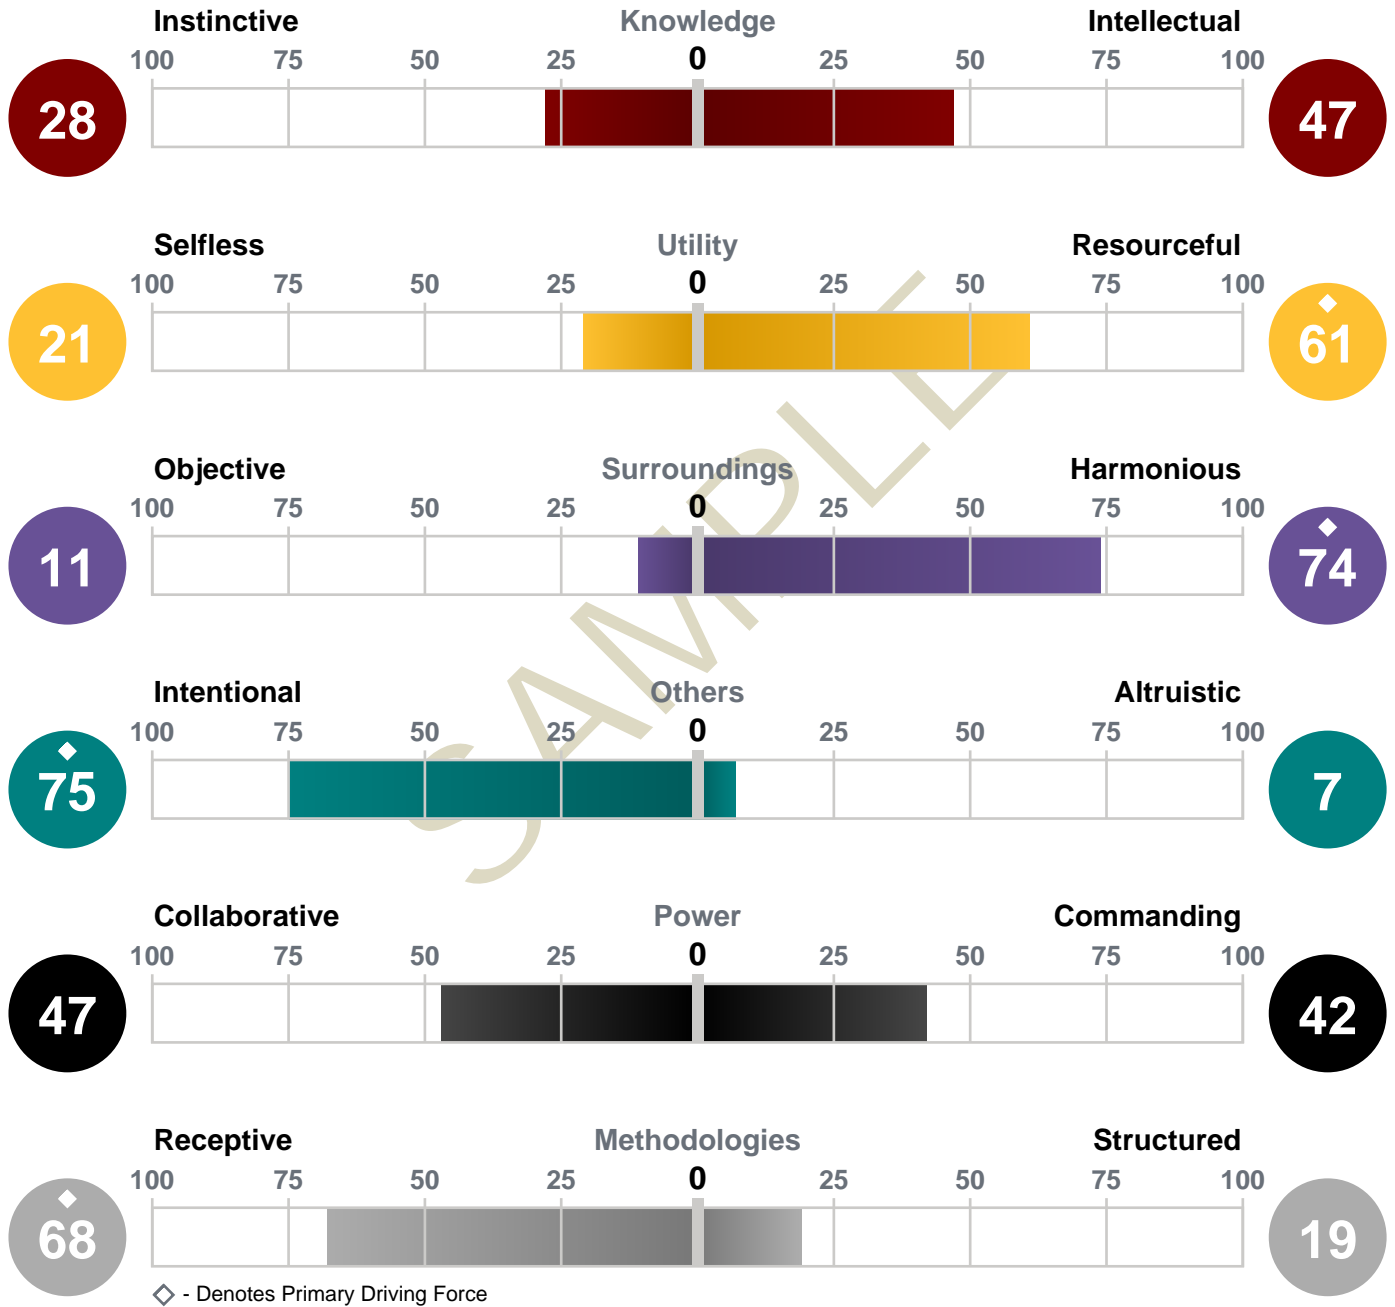 Instinctive Knowledge Intellectual
100 75 50 25 0 25 50 75 100
28 47
Selfless Utility Resourceful
100 75 50 25 0 25 50 75 100
21 61
Objective Surroundings Harmonious
100 75 50 25 0 25 50 75 100
11 74
Intentional Others Altruistic
100 75 50 25 0 25 50 75 100
75 7
Collaborative Power Commanding
100 75 50 25 0 25 50 75 100
47 42
Receptive Methodologies Structured
100 75 50 25 0 25 50 75 100
68 19
- Denotes Primary Driving Force
SAMPLE